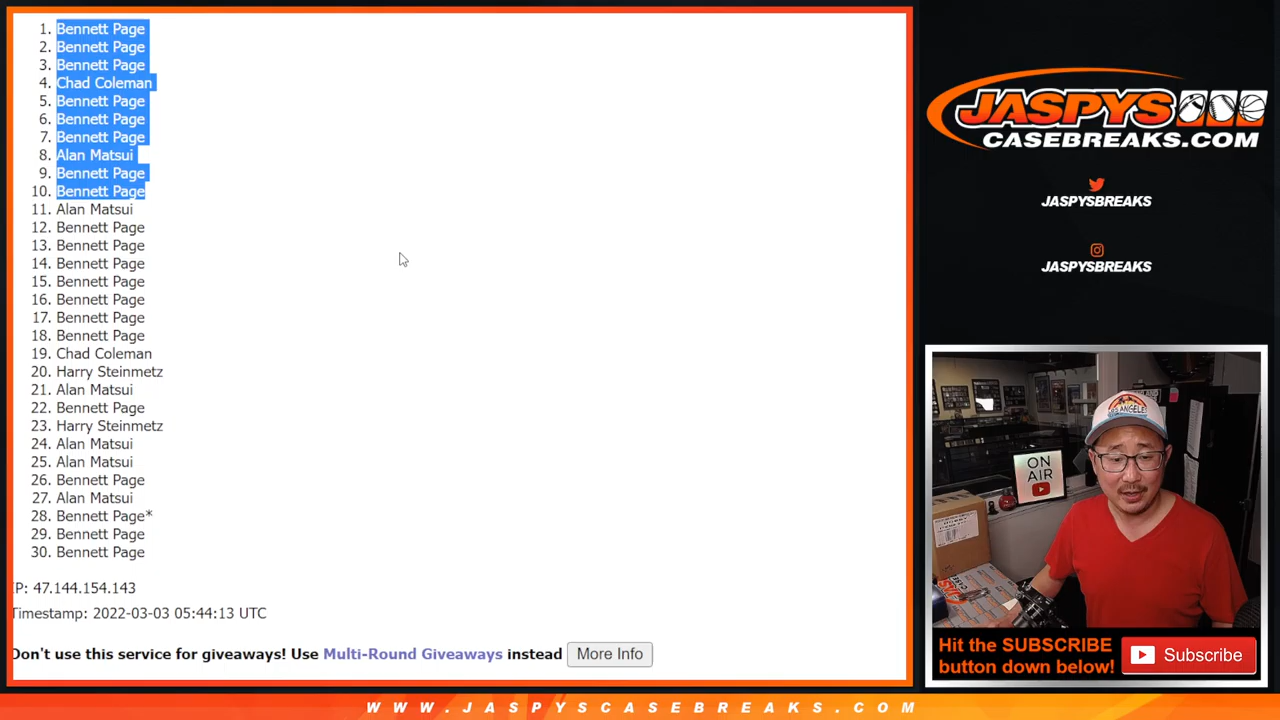 1. Bennett Page
2. Bennett Page
3. Bennett Page
4. Chad Coleman
5. Bennett Page
6. Bennett Page
7. Bennett Page
8. Alan Matsui
9. Bennett Page
10. Bennett Page
11. Alan Matsui
12. Bennett Page
13. Bennett Page
14. Bennett Page
15. Bennett Page
16. Bennett Page
17. Bennett Page
18. Bennett Page
19. Chad Coleman
20. Harry Steinmetz
21. Alan Matsui
22. Bennett Page
23. Harry Steinmetz
24. Alan Matsui
25. Alan Matsui
26. Bennett Page
27. Alan Matsui
28. Bennett Page*
29. Bennett Page
30. Bennett Page
IP: 47.144.154.143
Timestamp: 2022-03-03 05:44:13 UTC
Don't use this service for giveaways! Use Multi-Round Giveaways instead More Info
JASPYS
CASEBREAKS.COM
JASPYSBREAKS
JASPYSBREAKS
ON
AIR
Hit the SUBSCRIBE
button down below!
Subscribe
WWW.JASPYSCASEBREAKS.COM